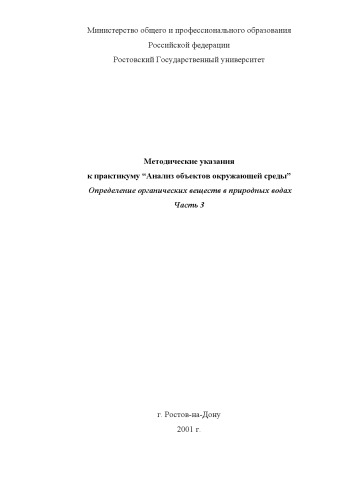 Министерство общего и профессионального образования
Российской федерации
Ростовский Государственный университет
Методические указания
к практикуму “Анализ объектов окружающей среды”
Определение органических веществ в природных водах
Часть 3
г. Ростов-на-Дону
2001 г.